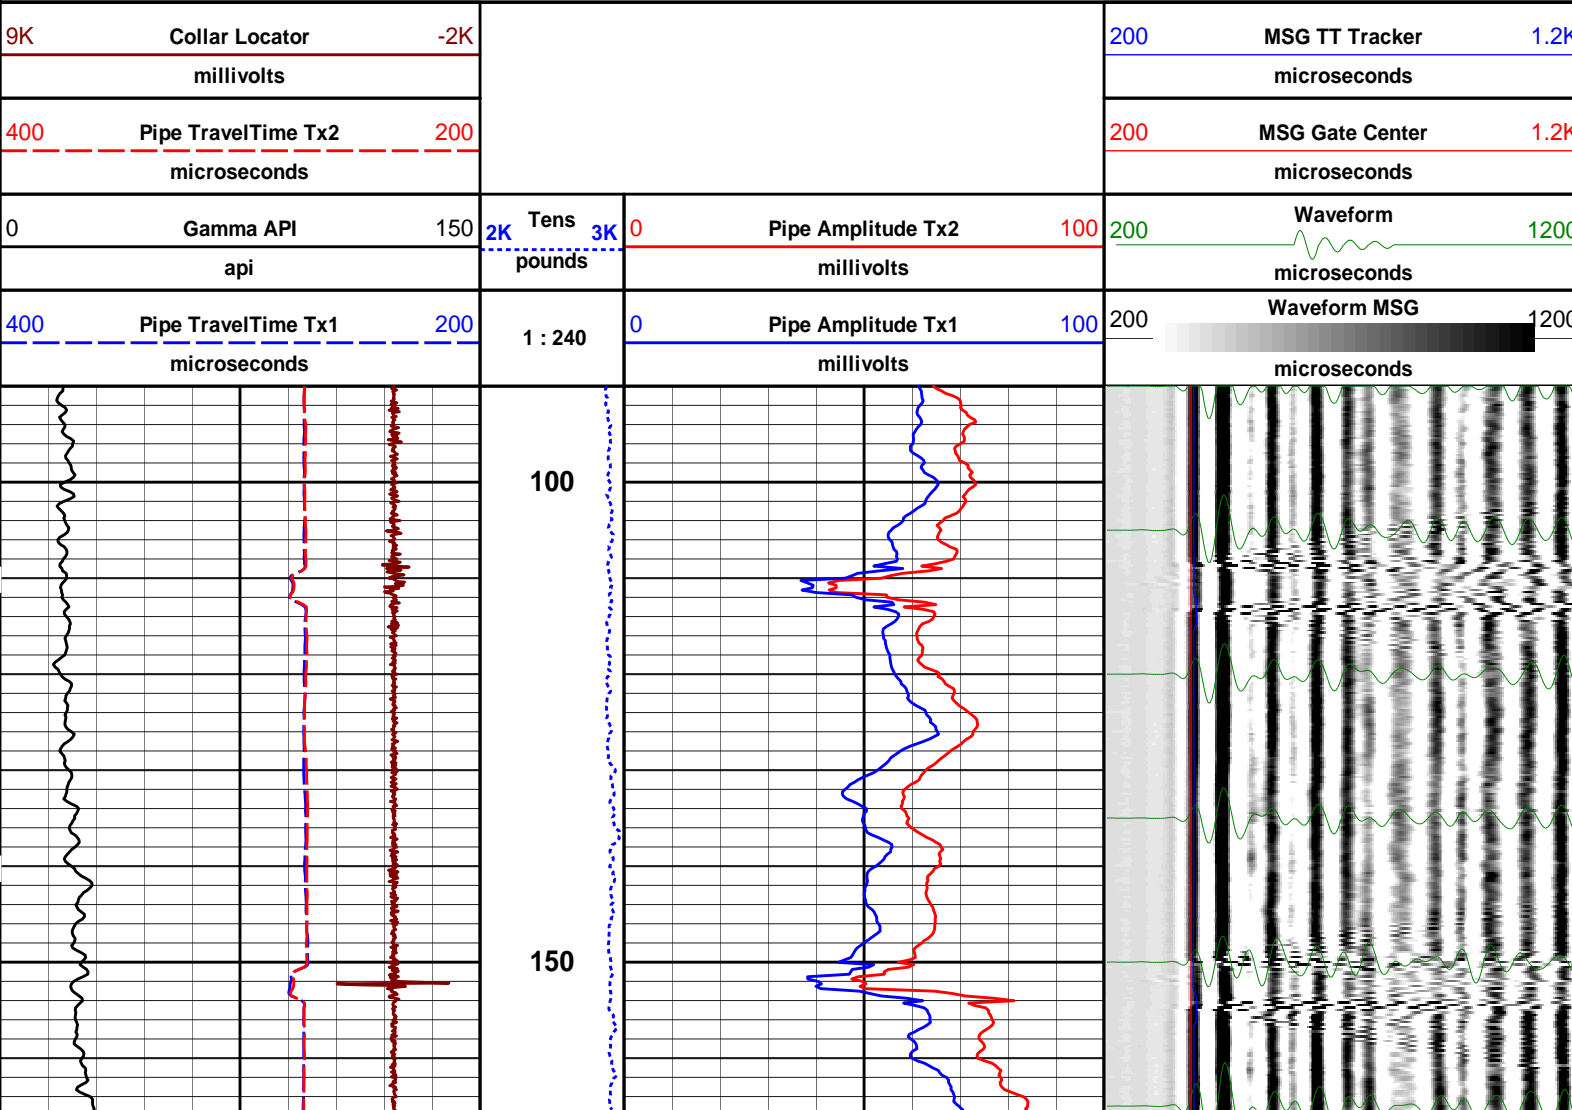 9K Collar Locator -2K
millivolts
400 Pipe TravelTime Tx2 200
microseconds
0 Gamma API 150
api
400 Pipe TravelTime Tx1 200
microseconds
Tens
2K 3K
pounds
1 : 240
0 Pipe Amplitude Tx2 100
millivolts
0 Pipe Amplitude Tx1 100
millivolts
200 MSG TT Tracker 1.2K
microseconds
200 MSG Gate Center 1.2K
microseconds
Waveform
200 1200
microseconds
Waveform MSG
200 1200
microseconds
100
150